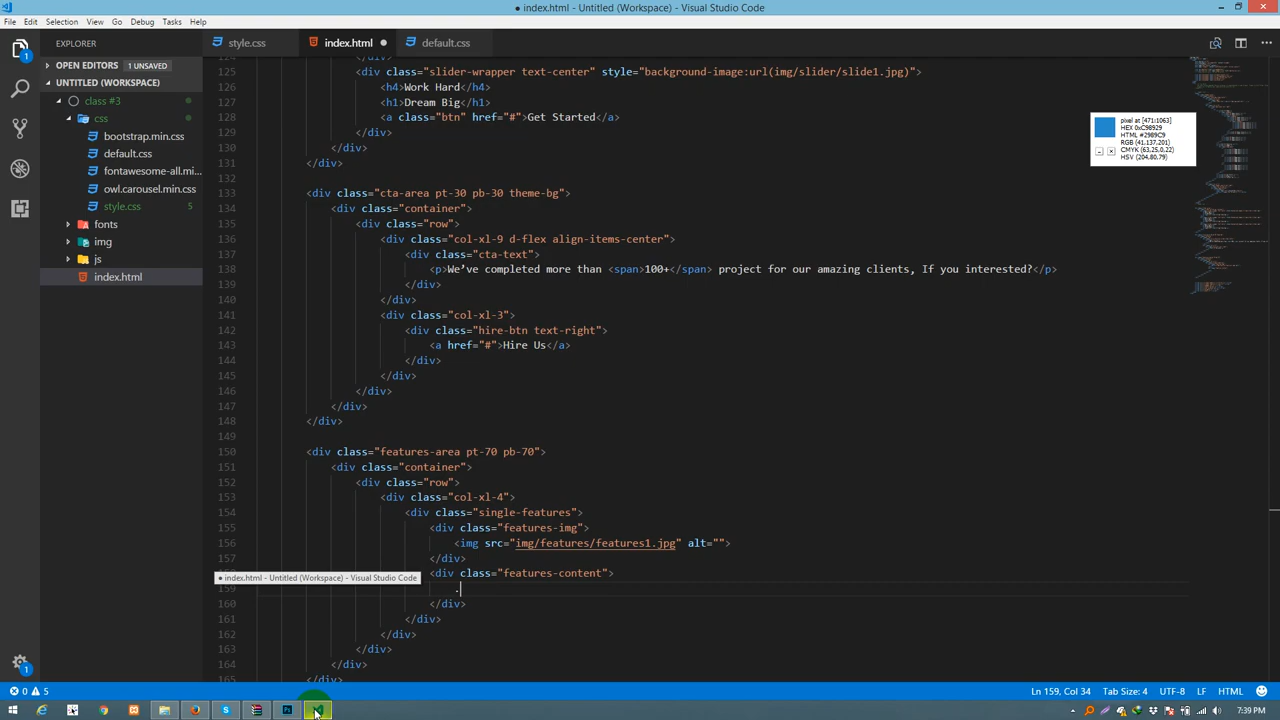 ● index.html - Untitled (Workspace) - Visual Studio Code
File Edit Selection View Go Debug Tasks Help
EXPLORER
style.css
index.html ●
default.css
OPEN EDITORS 1 UNSAVED
UNTITLED (WORKSPACE)
class #3
css
bootstrap.min.css
default.css
fontawesome-all.mi...
owl.carousel.min.css
style.css 5
fonts
img
js
index.html
1
1
124 </div>
125 <div class="slider-wrapper text-center" style="background-image:url(img/slider/slide1.jpg)">
126 <h4>Work Hard</h4>
127 <h1>Dream Big</h1>
128 <a class="btn" href="#">Get Started</a>
129 </div>
130 </div>
131 </div>
132
133 <div class="cta-area pt-30 pb-30 theme-bg">
134 <div class="container">
135 <div class="row">
136 <div class="col-xl-9 d-flex align-items-center">
137 <div class="cta-text">
138 <p>We've completed more than <span>100+</span> project for our amazing clients, If you interested?</p>
139 </div>
140 </div>
141 <div class="col-xl-3">
142 <div class="hire-btn text-right">
143 <a href="#">Hire Us</a>
144 </div>
145 </div>
146 </div>
147 </div>
148 </div>
149
150 <div class="features-area pt-70 pb-70">
151 <div class="container">
152 <div class="row">
153 <div class="col-xl-4">
154 <div class="single-features">
155 <div class="features-img">
156 <img src="img/features/features1.jpg" alt="">
157 </div>
<div class="features-content">
● index.html - Untitled (Workspace) - Visual Studio Code
159 .
160 </div>
161 </div>
162 </div>
163 </div>
164 </div>
165 </div>
pixel at [471:1063]
HEX 0xC98929
HTML #2989C9
RGB (41,137,201)
CMYK (63,25,0,22)
HSV (204,80,79)
0 5
Ln 159, Col 34 Tab Size: 4 UTF-8 LF HTML
7:39 PM